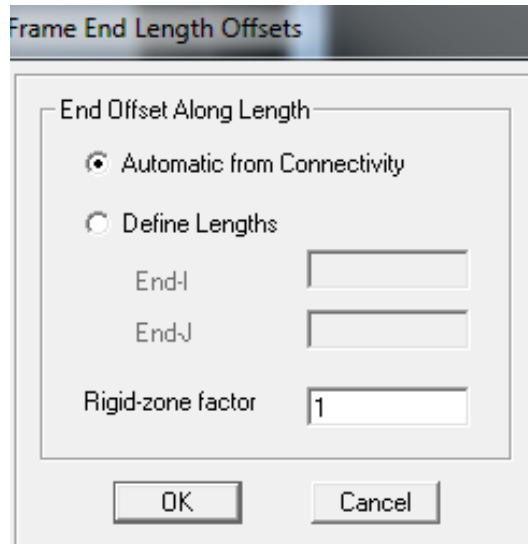 Frame End Length Offsets
End Offset Along Length
Automatic from Connectivity
Define Lengths
End-I
End-J
Rigid-zone factor
1
OK
Cancel